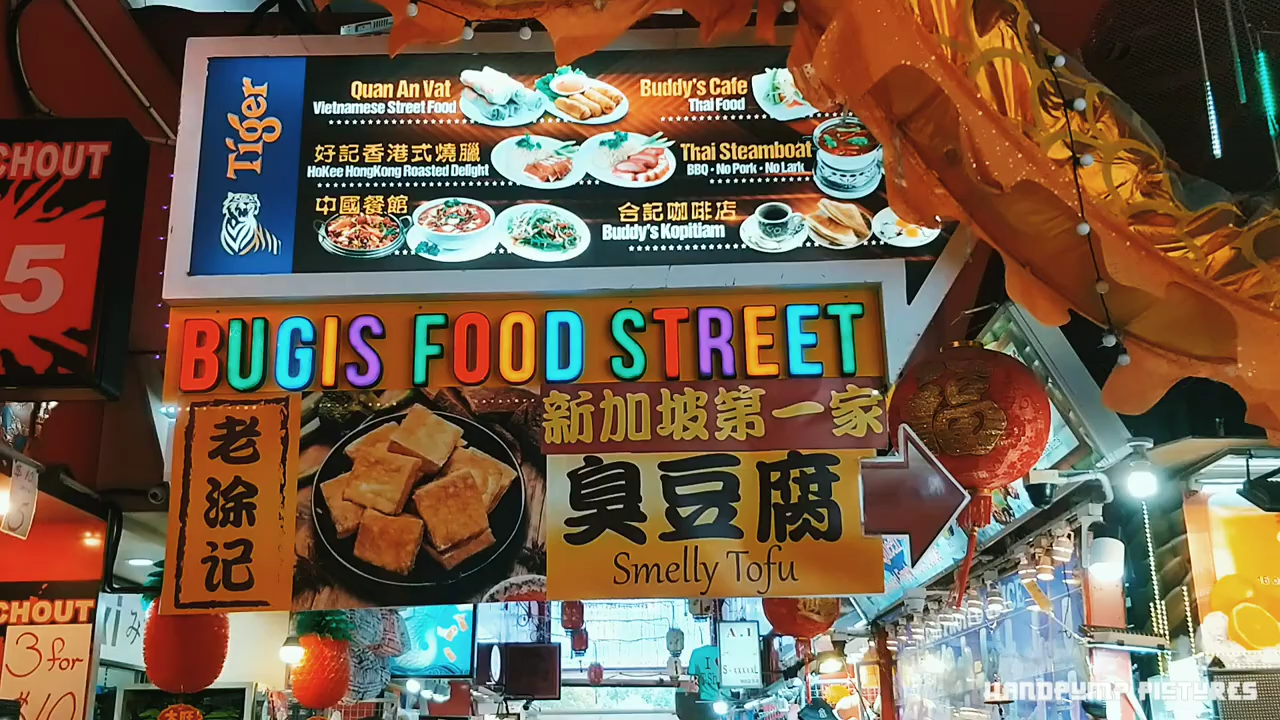 Tiger
Quan An Vat
Vietnamese Street Food
Buddy's Cafe
Thai Food
好記香港式燒臘
HoKee HongKong Roasted Delight
Thai Steamboat
BBQ · No Pork · No Lark
中國餐館
合記咖啡店
Buddy's Kopitiam
CHOUT
5
BUGIS FOOD STREET
老涂记
新加坡第一家
臭豆腐
Smelly Tofu
福
CHOUT
3 for
$10
A.1
S-XXXXL